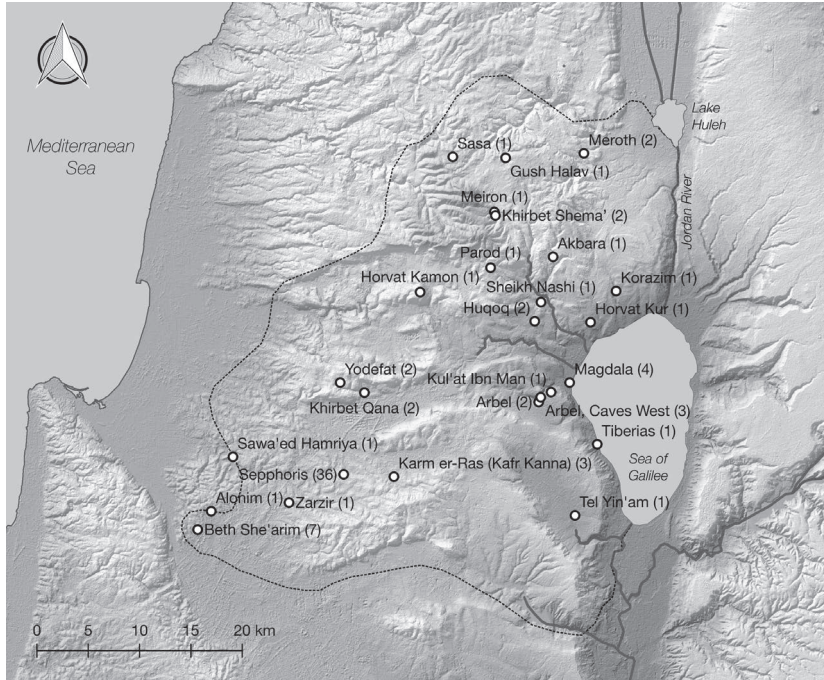 Mediterranean
Sea
Lake
Huleh
Jordan River
Sasa (1)
Meroth (2)
Gush Halav (1)
Meiron (1)
Khirbet Shema' (2)
Parod (1)
Akbara (1)
Horvat Kamon (1)
Sheikh Nashi (1)
Korazim (1)
Huqoq (2)
Horvat Kur (1)
Yodefat (2)
Khirbet Qana (2)
Kul'at Ibn Man (1)
Magdala (4)
Arbel (2)
Arbel, Caves West (3)
Tiberias (1)
Sea of
Galilee
Sawa'ed Hamriya (1)
Sepphoris (36)
Karm er-Ras (Kafr Kanna) (3)
Alonim (1)
Zarzir (1)
Tel Yin'am (1)
Beth She'arim (7)
0 5 10 20 km